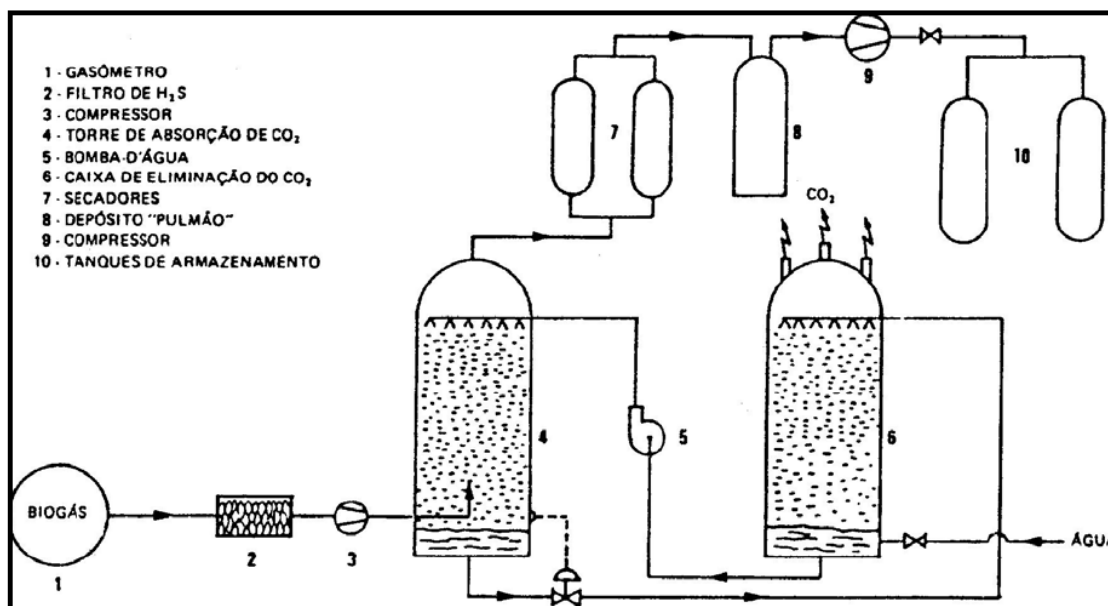 1 - GASÔMETRO
2 - FILTRO DE H₂S
3 - COMPRESSOR
4 - TORRE DE ABSORÇÃO DE CO₂
5 - BOMBA-D'ÁGUA
6 - CAIXA DE ELIMINAÇÃO DO CO₂
7 - SECADORES
8 - DEPÓSITO "PULMÃO"
9 - COMPRESSOR
10 - TANQUES DE ARMAZENAMENTO
7
8
9
10
CO₂
4
5
6
BIOGÁS
1
2
3
ÁGUA